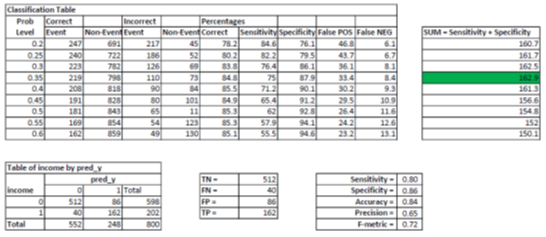 Classification Table
Prob Correct Incorrect Percentages
Level Event Non-Event Event Non-Event Correct Sensitivity Specificity False POS False NEG SUM = Sensitivity + Specificity
0.2 247 691 217 45 78.2 84.6 76.1 46.8 6.1 160.7
0.25 240 722 186 52 80.2 82.2 79.5 43.7 6.7 161.7
0.3 223 782 126 69 83.8 76.4 86.1 36.1 8.1 162.5
0.35 219 798 110 73 84.8 75 87.9 33.4 8.4 162.9
0.4 208 818 90 84 85.5 71.2 90.1 30.2 9.3 161.3
0.45 191 828 80 101 84.9 65.4 91.2 29.5 10.9 156.6
0.5 181 843 65 111 85.3 62 92.8 26.4 11.6 154.8
0.55 169 854 54 123 85.3 57.9 94.1 24.2 12.6 152
0.6 162 859 49 130 85.1 55.5 94.6 23.2 13.1 150.1
Table of income by pred_y
pred_y
income 0 1 Total
0 512 86 598
1 40 162 202
Total 552 248 800
TN = 512
FN = 40
FP = 86
TP = 162
Sensitivity = 0.80
Specificity = 0.86
Accuracy = 0.84
Precision = 0.65
F-metric = 0.72